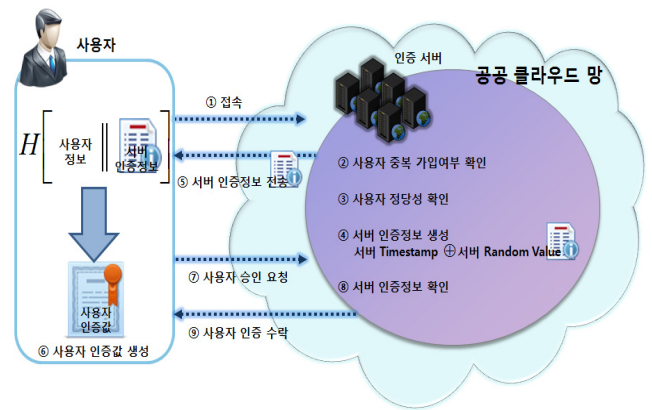 사용자
인증 서버
공공 클라우드 망
① 접속
H[사용자 정보 ‖ 서버 인증정보]
② 사용자 중복 가입여부 확인
⑤ 서버 인증정보 전송
③ 사용자 정당성 확인
④ 서버 인증정보 생성
서버 Timestamp ⊕서버 Random Value
⑦ 사용자 승인 요청
⑧ 서버 인증정보 확인
사용자
인증값
⑨ 사용자 인증 수락
⑥ 사용자 인증값 생성